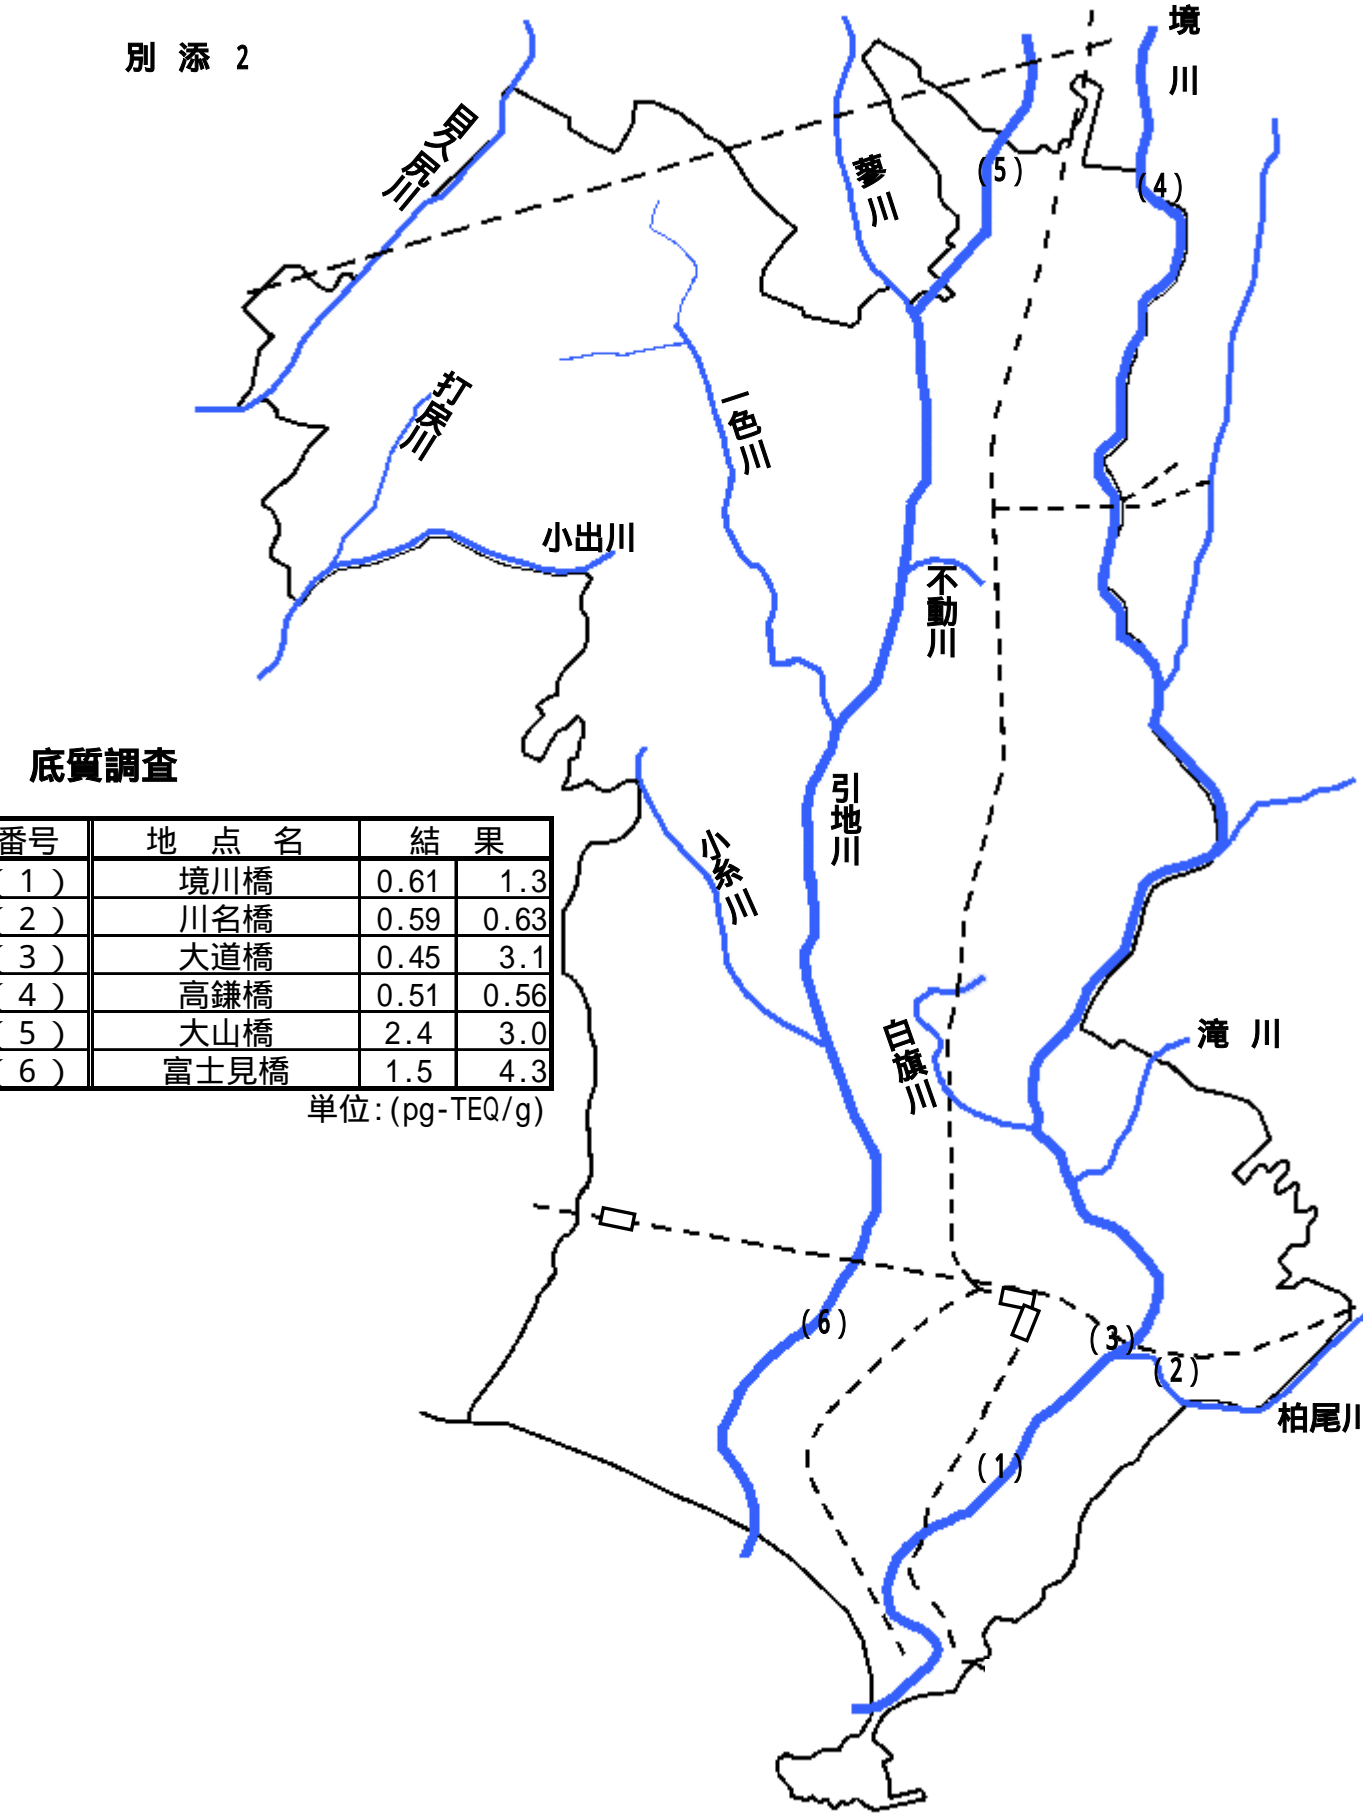 別 添 2
境川
貝久尻川
蓼川
(5)
(4)
打戻川
一色川
小出川
不動川
引地川
小糸川
底質調査
番号 地 点 名 結 果
( 1 ) 境川橋 0.61 1.3
( 2 ) 川名橋 0.59 0.63
( 3 ) 大道橋 0.45 3.1
( 4 ) 高鎌橋 0.51 0.56
( 5 ) 大山橋 2.4 3.0
( 6 ) 富士見橋 1.5 4.3
単位:(pg-TEQ/g)
白旗川
滝 川
(6)
(3)
(2)
柏尾川
(1)